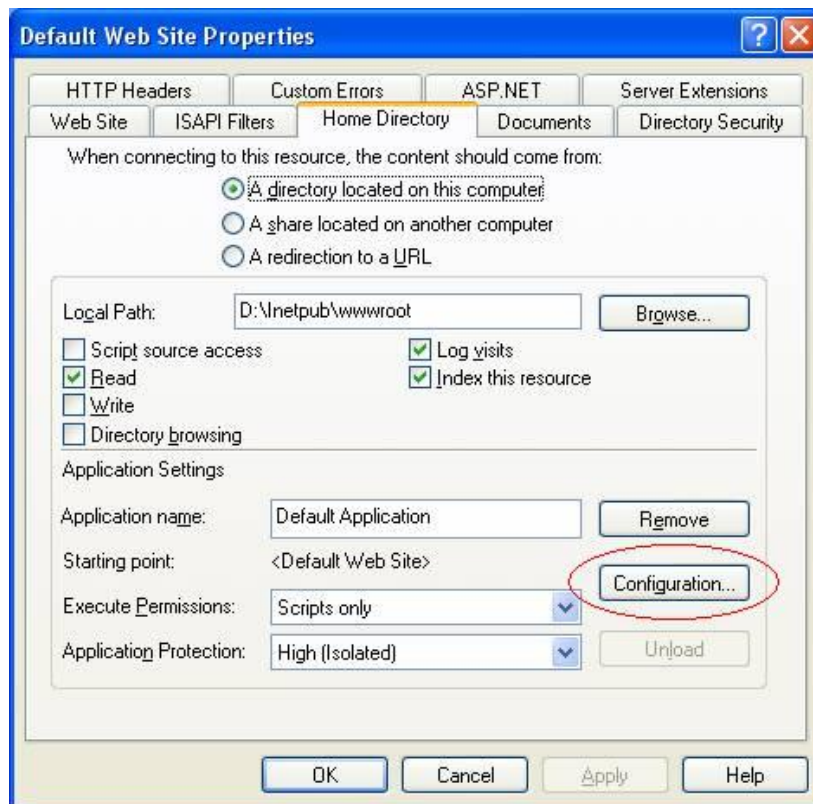 Default Web Site Properties
HTTP Headers Custom Errors ASP.NET Server Extensions
Web Site ISAPI Filters Home Directory Documents Directory Security
When connecting to this resource, the content should come from:
A directory located on this computer
A share located on another computer
A redirection to a URL
Local Path: D:\Inetpub\wwwroot Browse...
Script source access Log visits
Read Index this resource
Write
Directory browsing
Application Settings
Application name: Default Application Remove
Starting point: <Default Web Site>
Configuration...
Execute Permissions: Scripts only
Application Protection: High (Isolated) Unload
OK Cancel Apply Help